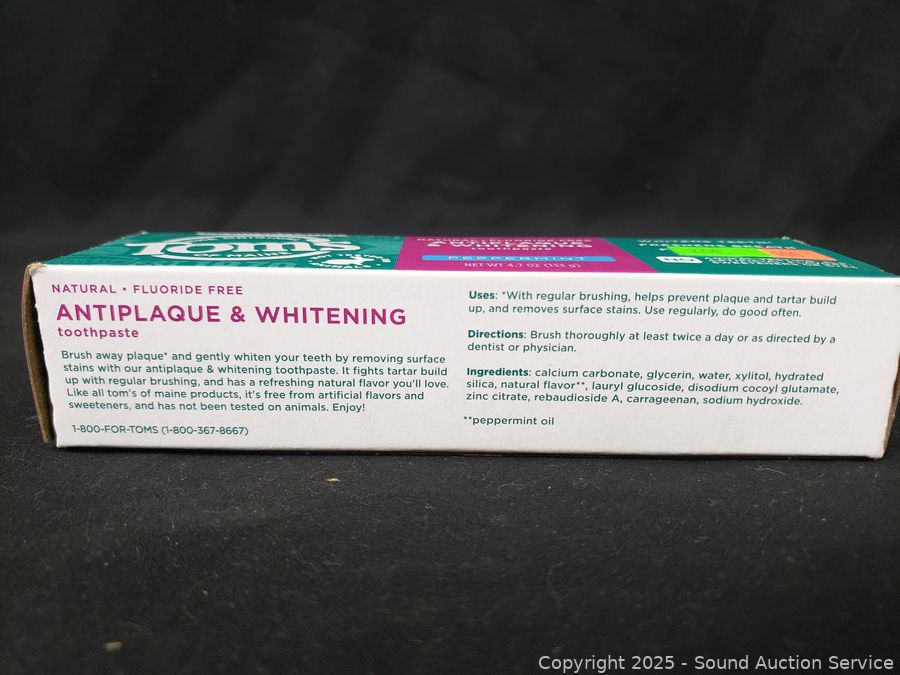 Tom's
OF MAINE
& WHITENING
toothpaste
PEPPERMINT
NET WT 4.7 OZ (133 g)
NO
NATURAL • FLUORIDE FREE
ANTIPLAQUE & WHITENING
toothpaste
Brush away plaque* and gently whiten your teeth by removing surface
stains with our antiplaque & whitening toothpaste. It fights tartar build
up with regular brushing, and has a refreshing natural flavor you'll love.
Like all tom's of maine products, it's free from artificial flavors and
sweeteners, and has not been tested on animals. Enjoy!
1-800-FOR-TOMS (1-800-367-8667)
Uses: *With regular brushing, helps prevent plaque and tartar build
up, and removes surface stains. Use regularly, do good often.
Directions: Brush thoroughly at least twice a day or as directed by a
dentist or physician.
Ingredients: calcium carbonate, glycerin, water, xylitol, hydrated
silica, natural flavor**, lauryl glucoside, disodium cocoyl glutamate,
zinc citrate, rebaudioside A, carrageenan, sodium hydroxide.
**peppermint oil
Copyright 2025 - Sound Auction Service